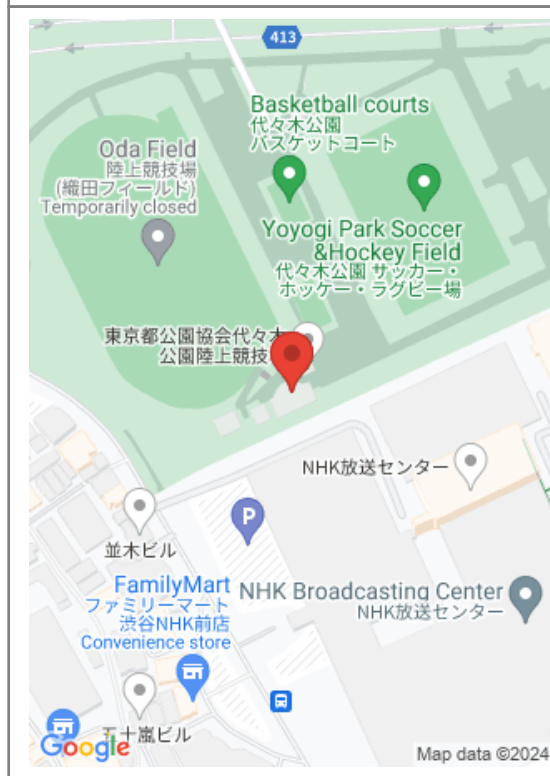 413
Basketball courts
代々木公園
バスケットコート
Oda Field
陸上競技場
(織田フィールド)
Temporarily closed
Yoyogi Park Soccer
&Hockey Field
代々木公園 サッカー・
ホッケー・ラグビー場
東京都公園協会代々木
公園陸上競技
NHK放送センター
P
並木ビル
FamilyMart
ファミリーマート
渋谷NHK前店
Convenience store
NHK Broadcasting Center
NHK放送センター
五十嵐ビル
Google
Map data ©2024